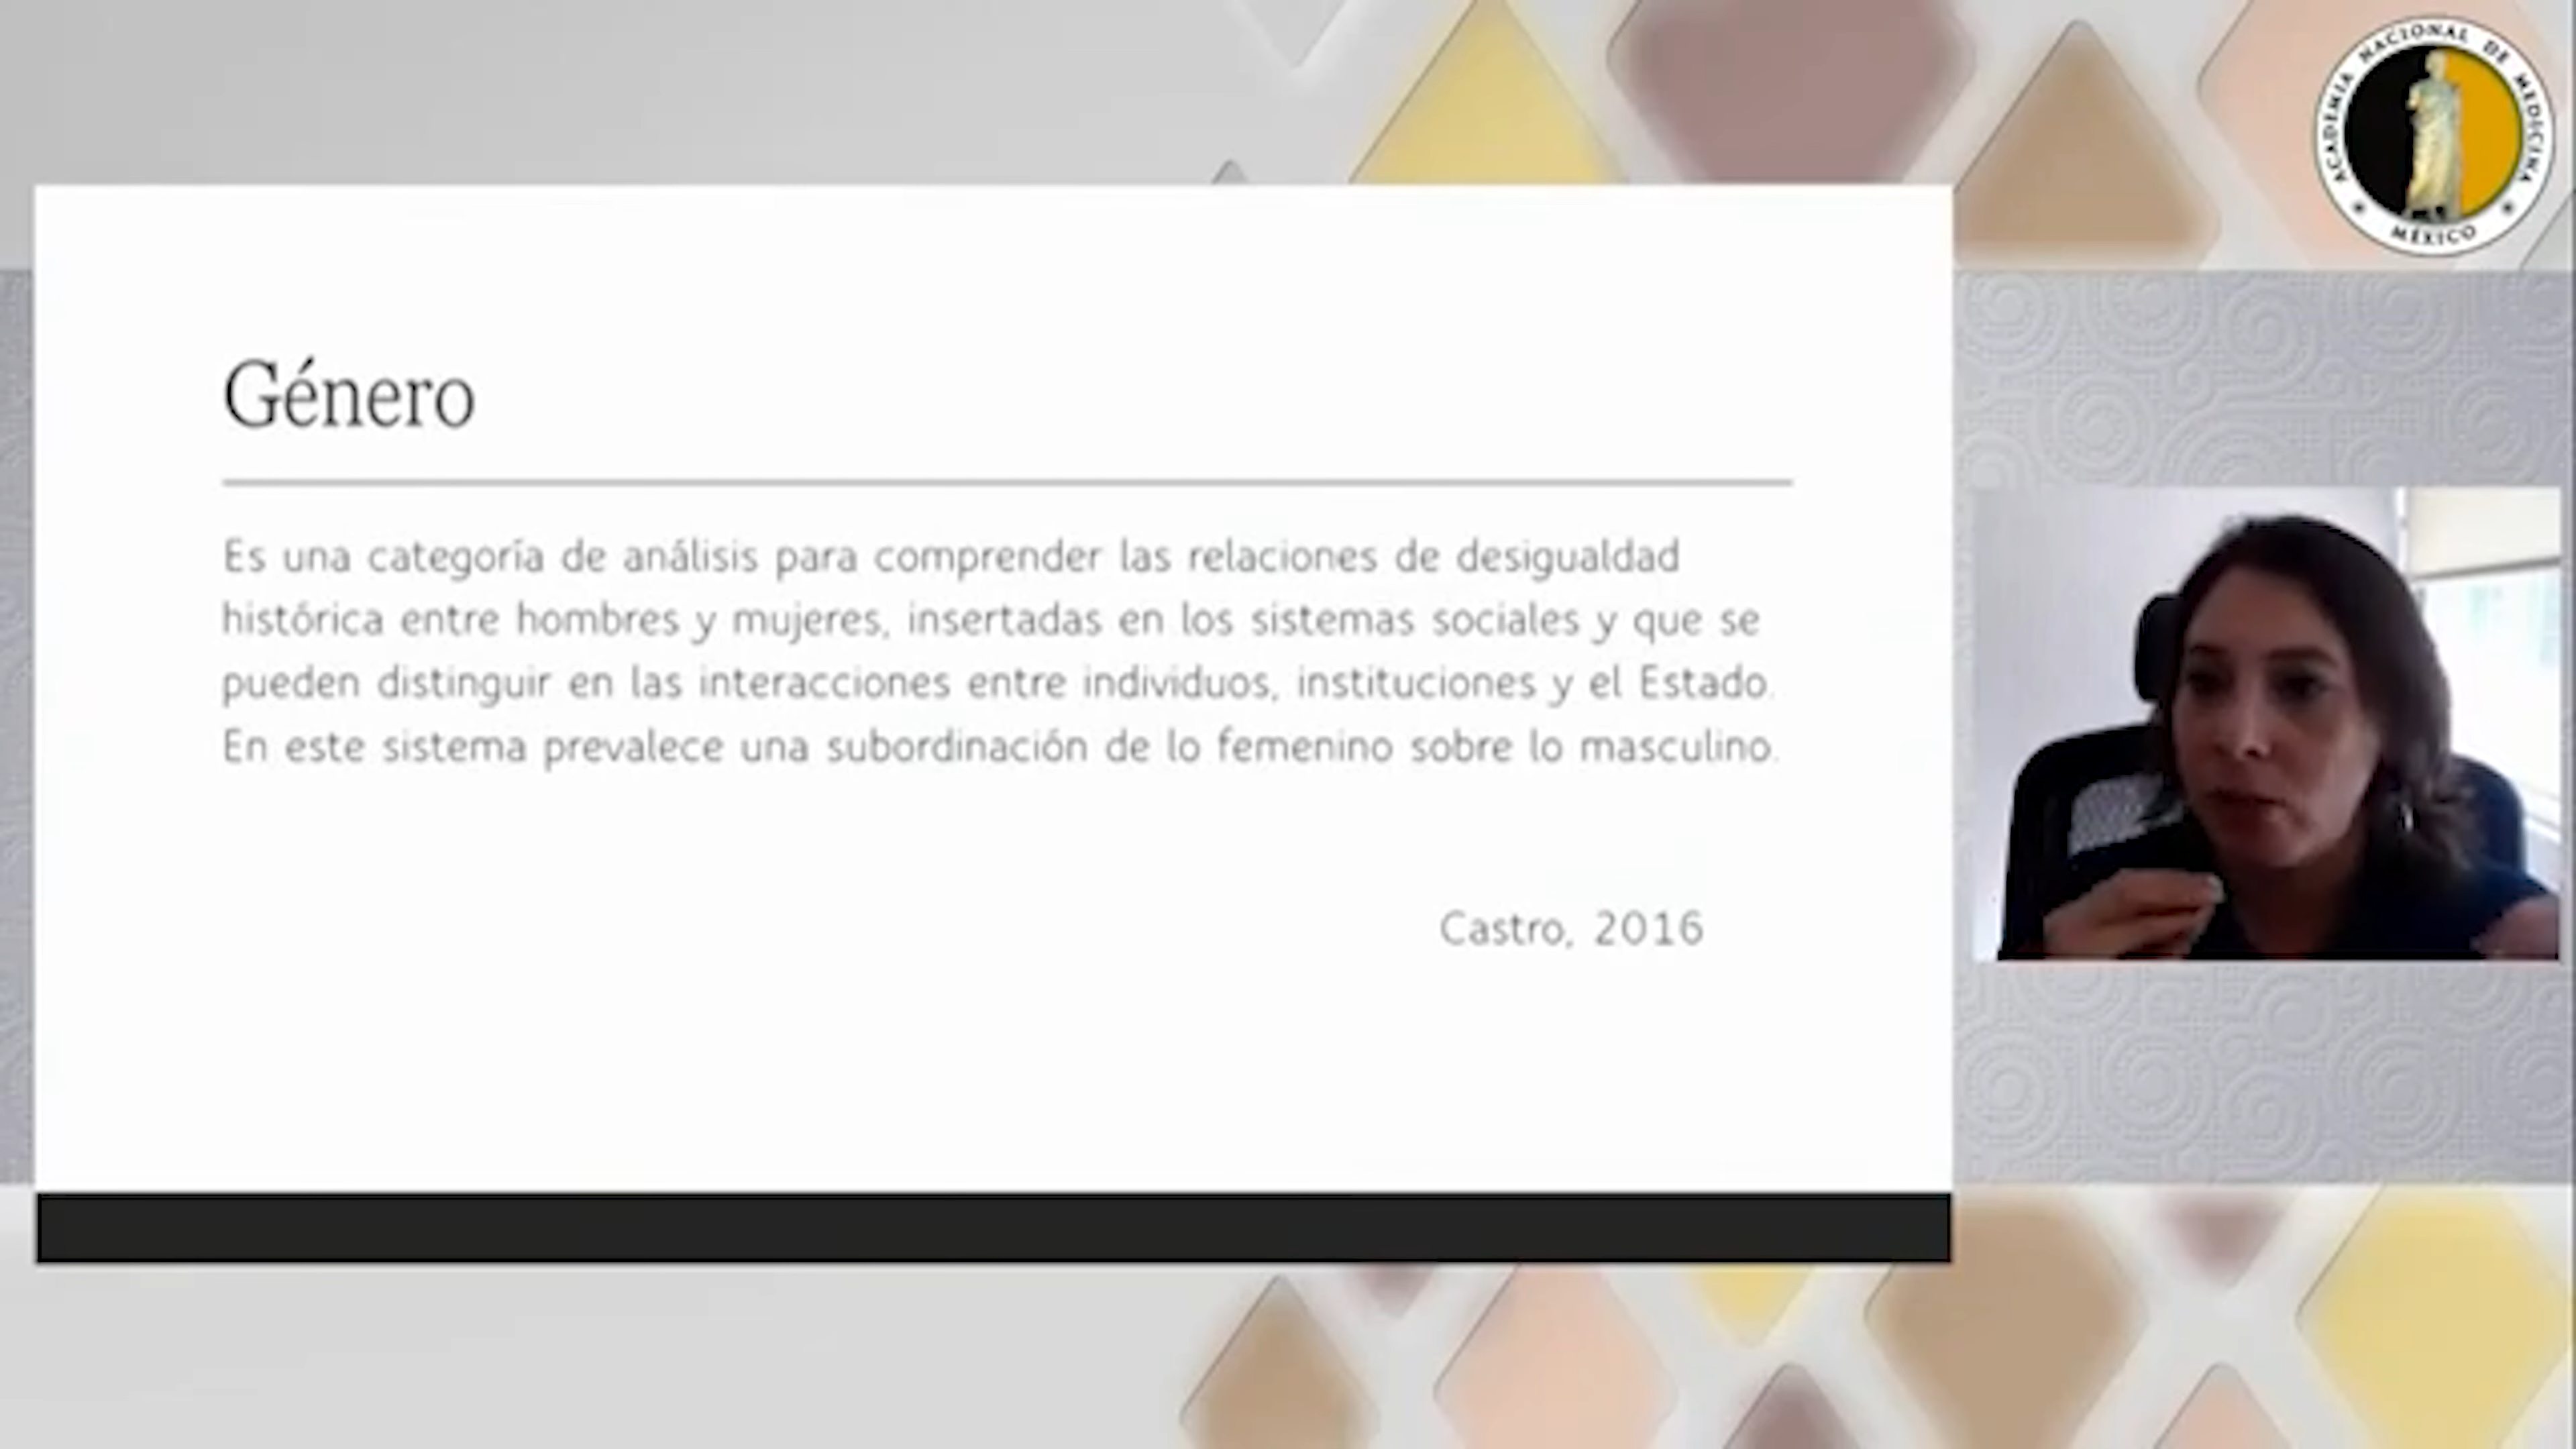 ACADEMIA NACIONAL DE MEDICINA
MÉXICO
Género
Es una categoría de análisis para comprender las relaciones de desigualdad
histórica entre hombres y mujeres, insertadas en los sistemas sociales y que se
pueden distinguir en las interacciones entre individuos, instituciones y el Estado.
En este sistema prevalece una subordinación de lo femenino sobre lo masculino.
Castro, 2016